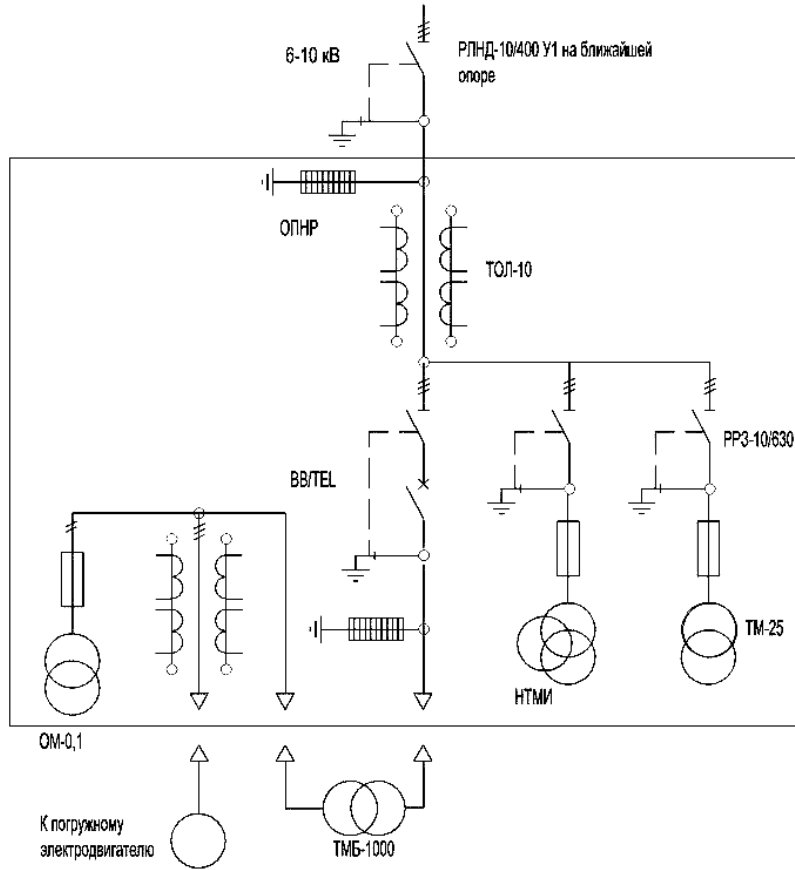 6-10 кВ
РЛНД-10/400 У1 на ближайшей
опоре
ОПНР
ТОЛ-10
РРЗ-10/630
ВВ/TEL
ТМ-25
НТМИ
ОМ-0,1
К погружному
электродвигателю
ТМБ-1000